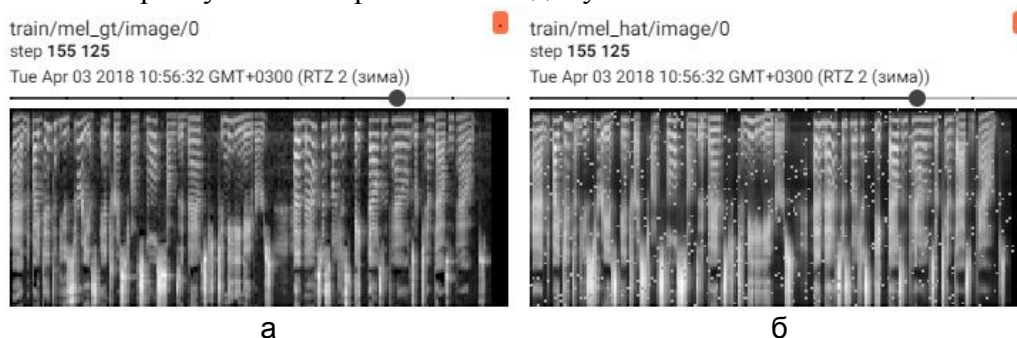 train/mel_gt/image/0
step 155 125
Tue Apr 03 2018 10:56:32 GMT+0300 (RTZ 2 (зима))
train/mel_hat/image/0
step 155 125
Tue Apr 03 2018 10:56:32 GMT+0300 (RTZ 2 (зима))
а
б